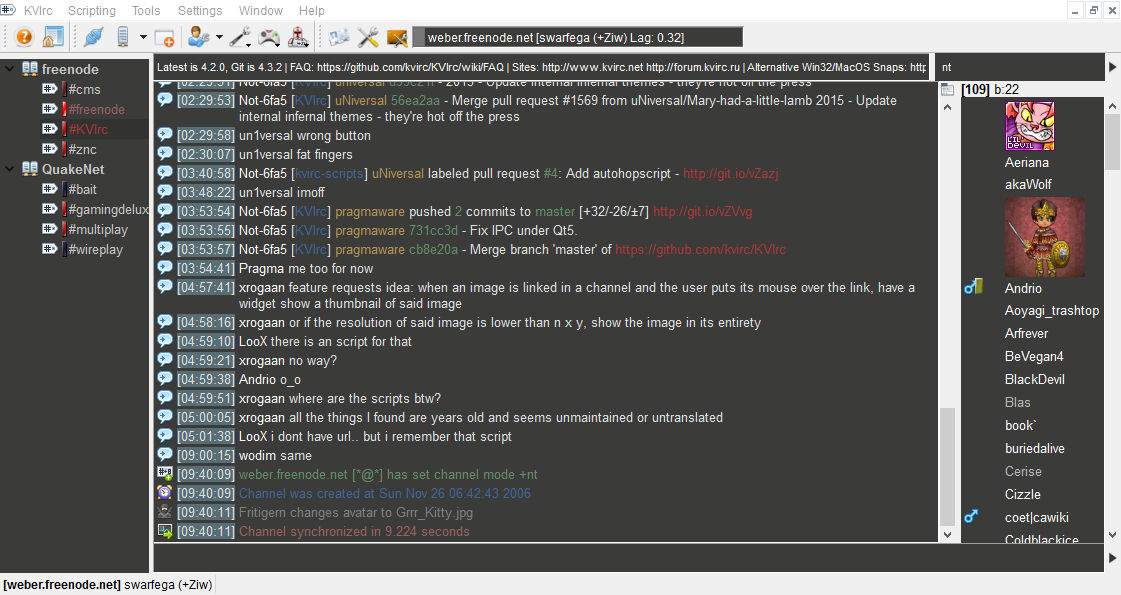 KVIrc Scripting Tools Settings Window Help
weber.freenode.net [swarfega (+Ziw) Lag: 0.32]
freenode
#cms
#freenode
#KVIrc
#znc
QuakeNet
#bait
#gamingdelux
#multiplay
#wireplay
Latest is 4.2.0, Git is 4.3.2 | FAQ: https://github.com/kvirc/KVIrc/wiki/FAQ | Sites: http://www.kvirc.net http://forum.kvirc.ru | Alternative Win32/MacOS Snaps: http
nt
[02:29:53] Not-6fa5 [KVIrc] uNiversal 56ea2aa - Merge pull request #1569 from uNiversal/Mary-had-a-little-lamb 2015 - Update
internal infernal themes - they're hot off the press
[02:29:58] un1versal wrong button
[02:30:07] un1versal fat fingers
[03:40:58] Not-6fa5 [kvirc-scripts] uNiversal labeled pull request #4: Add autohopscript - http://git.io/vZazj
[03:48:22] un1versal imoff
[03:53:54] Not-6fa5 [KVIrc] pragmaware pushed 2 commits to master [+32/-26/±7] http://git.io/vZVvg
[03:53:55] Not-6fa5 [KVIrc] pragmaware 731cc3d - Fix IPC under Qt5.
[03:53:57] Not-6fa5 [KVIrc] pragmaware cb8e20a - Merge branch 'master' of https://github.com/kvirc/KVIrc
[03:54:41] Pragma me too for now
[04:57:41] xrogaan feature requests idea: when an image is linked in a channel and the user puts its mouse over the link, have a
widget show a thumbnail of said image
[04:58:16] xrogaan or if the resolution of said image is lower than n x y, show the image in its entirety
[04:59:10] LooX there is an script for that
[04:59:21] xrogaan no way?
[04:59:38] Andrio o_o
[04:59:51] xrogaan where are the scripts btw?
[05:00:05] xrogaan all the things I found are years old and seems unmaintained or untranslated
[05:01:38] LooX i dont have url.. but i remember that script
[09:00:15] wodim same
[09:40:09] weber.freenode.net [*@*] has set channel mode +nt
[09:40:09] Channel was created at Sun Nov 26 06:42:43 2006
[09:40:11] Fritigern changes avatar to Grrr_Kitty.jpg
[09:40:11] Channel synchronized in 9.224 seconds
[109] b:22
LIL DEVIL
Aeriana
akaWolf
Andrio
Aoyagi_trashtop
Arfrever
BeVegan4
BlackDevil
Blas
book`
buriedalive
Cerise
Cizzle
coet|cawiki
Coldblackice
[weber.freenode.net] swarfega (+Ziw)